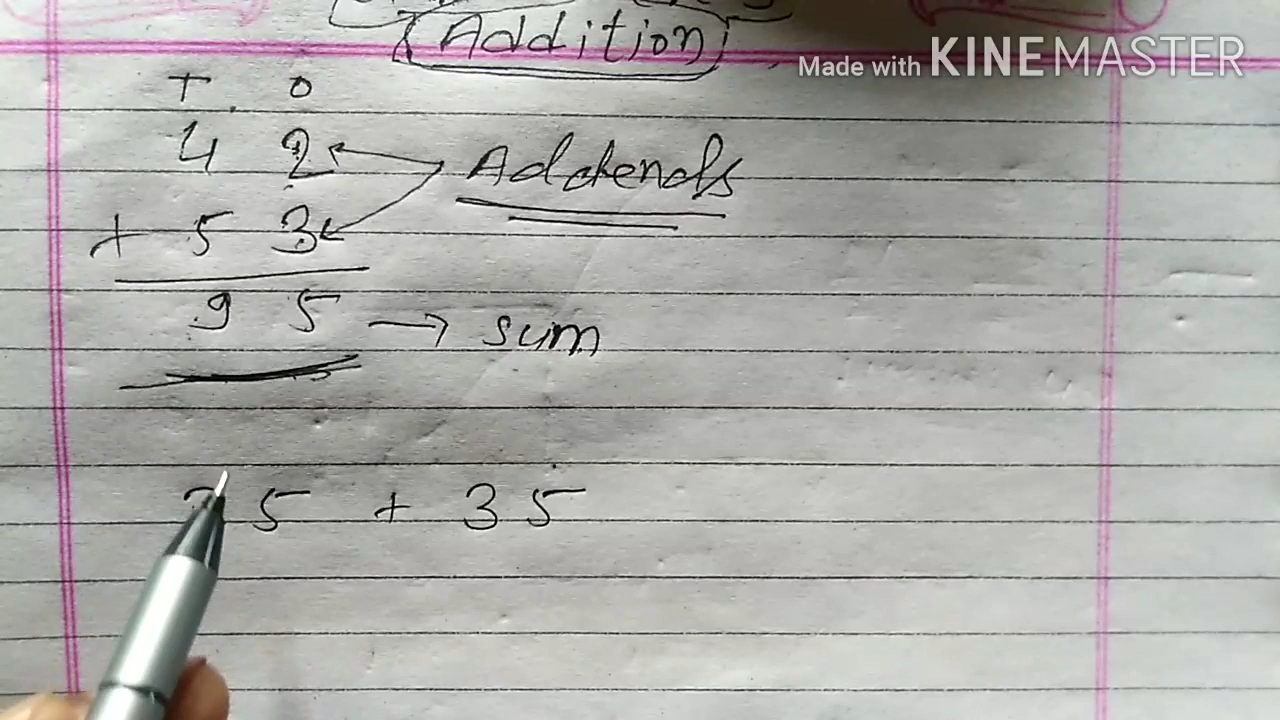 Addition
Made with KINEMASTER
T. O
4 2
Addends
+ 5 3
9 5 → sum
5 + 35